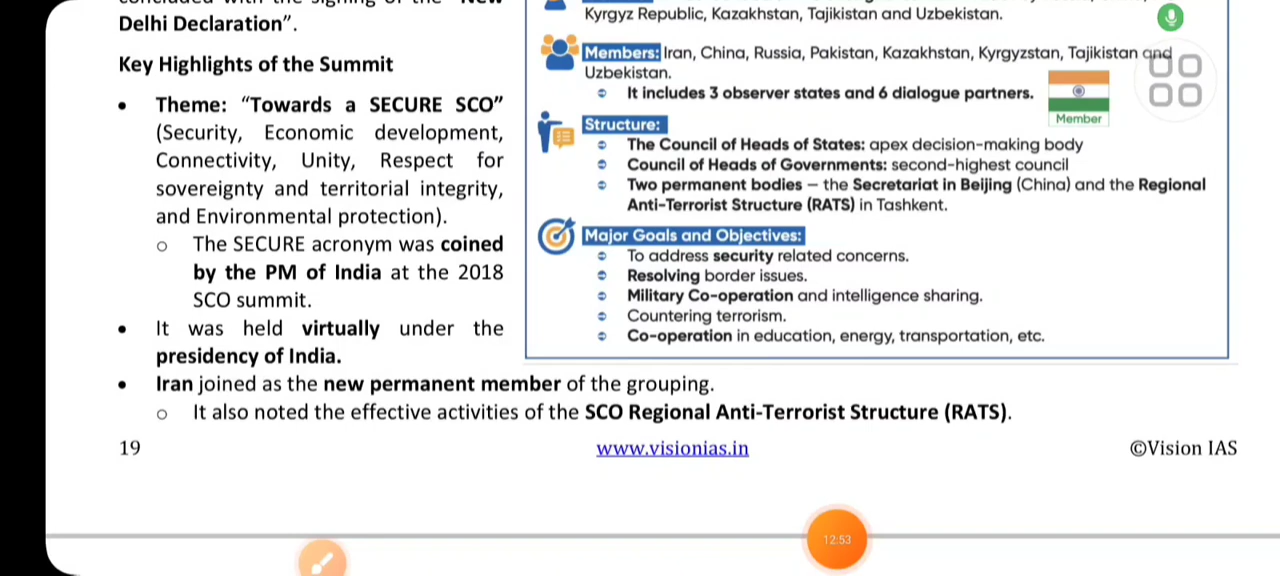 Delhi Declaration”.
Key Highlights of the Summit
• Theme: “Towards a SECURE SCO”
(Security, Economic development,
Connectivity, Unity, Respect for
sovereignty and territorial integrity,
and Environmental protection).
o The SECURE acronym was coined
by the PM of India at the 2018
SCO summit.
• It was held virtually under the
presidency of India.
Kyrgyz Republic, Kazakhstan, Tajikistan and Uzbekistan.
Members: Iran, China, Russia, Pakistan, Kazakhstan, Kyrgyzstan, Tajikistan and
Uzbekistan.
It includes 3 observer states and 6 dialogue partners.
Member
Structure:
The Council of Heads of States: apex decision-making body
Council of Heads of Governments: second-highest council
Two permanent bodies – the Secretariat in Beijing (China) and the Regional
Anti-Terrorist Structure (RATS) in Tashkent.
Major Goals and Objectives:
To address security related concerns.
Resolving border issues.
Military Co-operation and intelligence sharing.
Countering terrorism.
Co-operation in education, energy, transportation, etc.
• Iran joined as the new permanent member of the grouping.
o It also noted the effective activities of the SCO Regional Anti-Terrorist Structure (RATS).
19 www.visionias.in ©Vision IAS
12:53